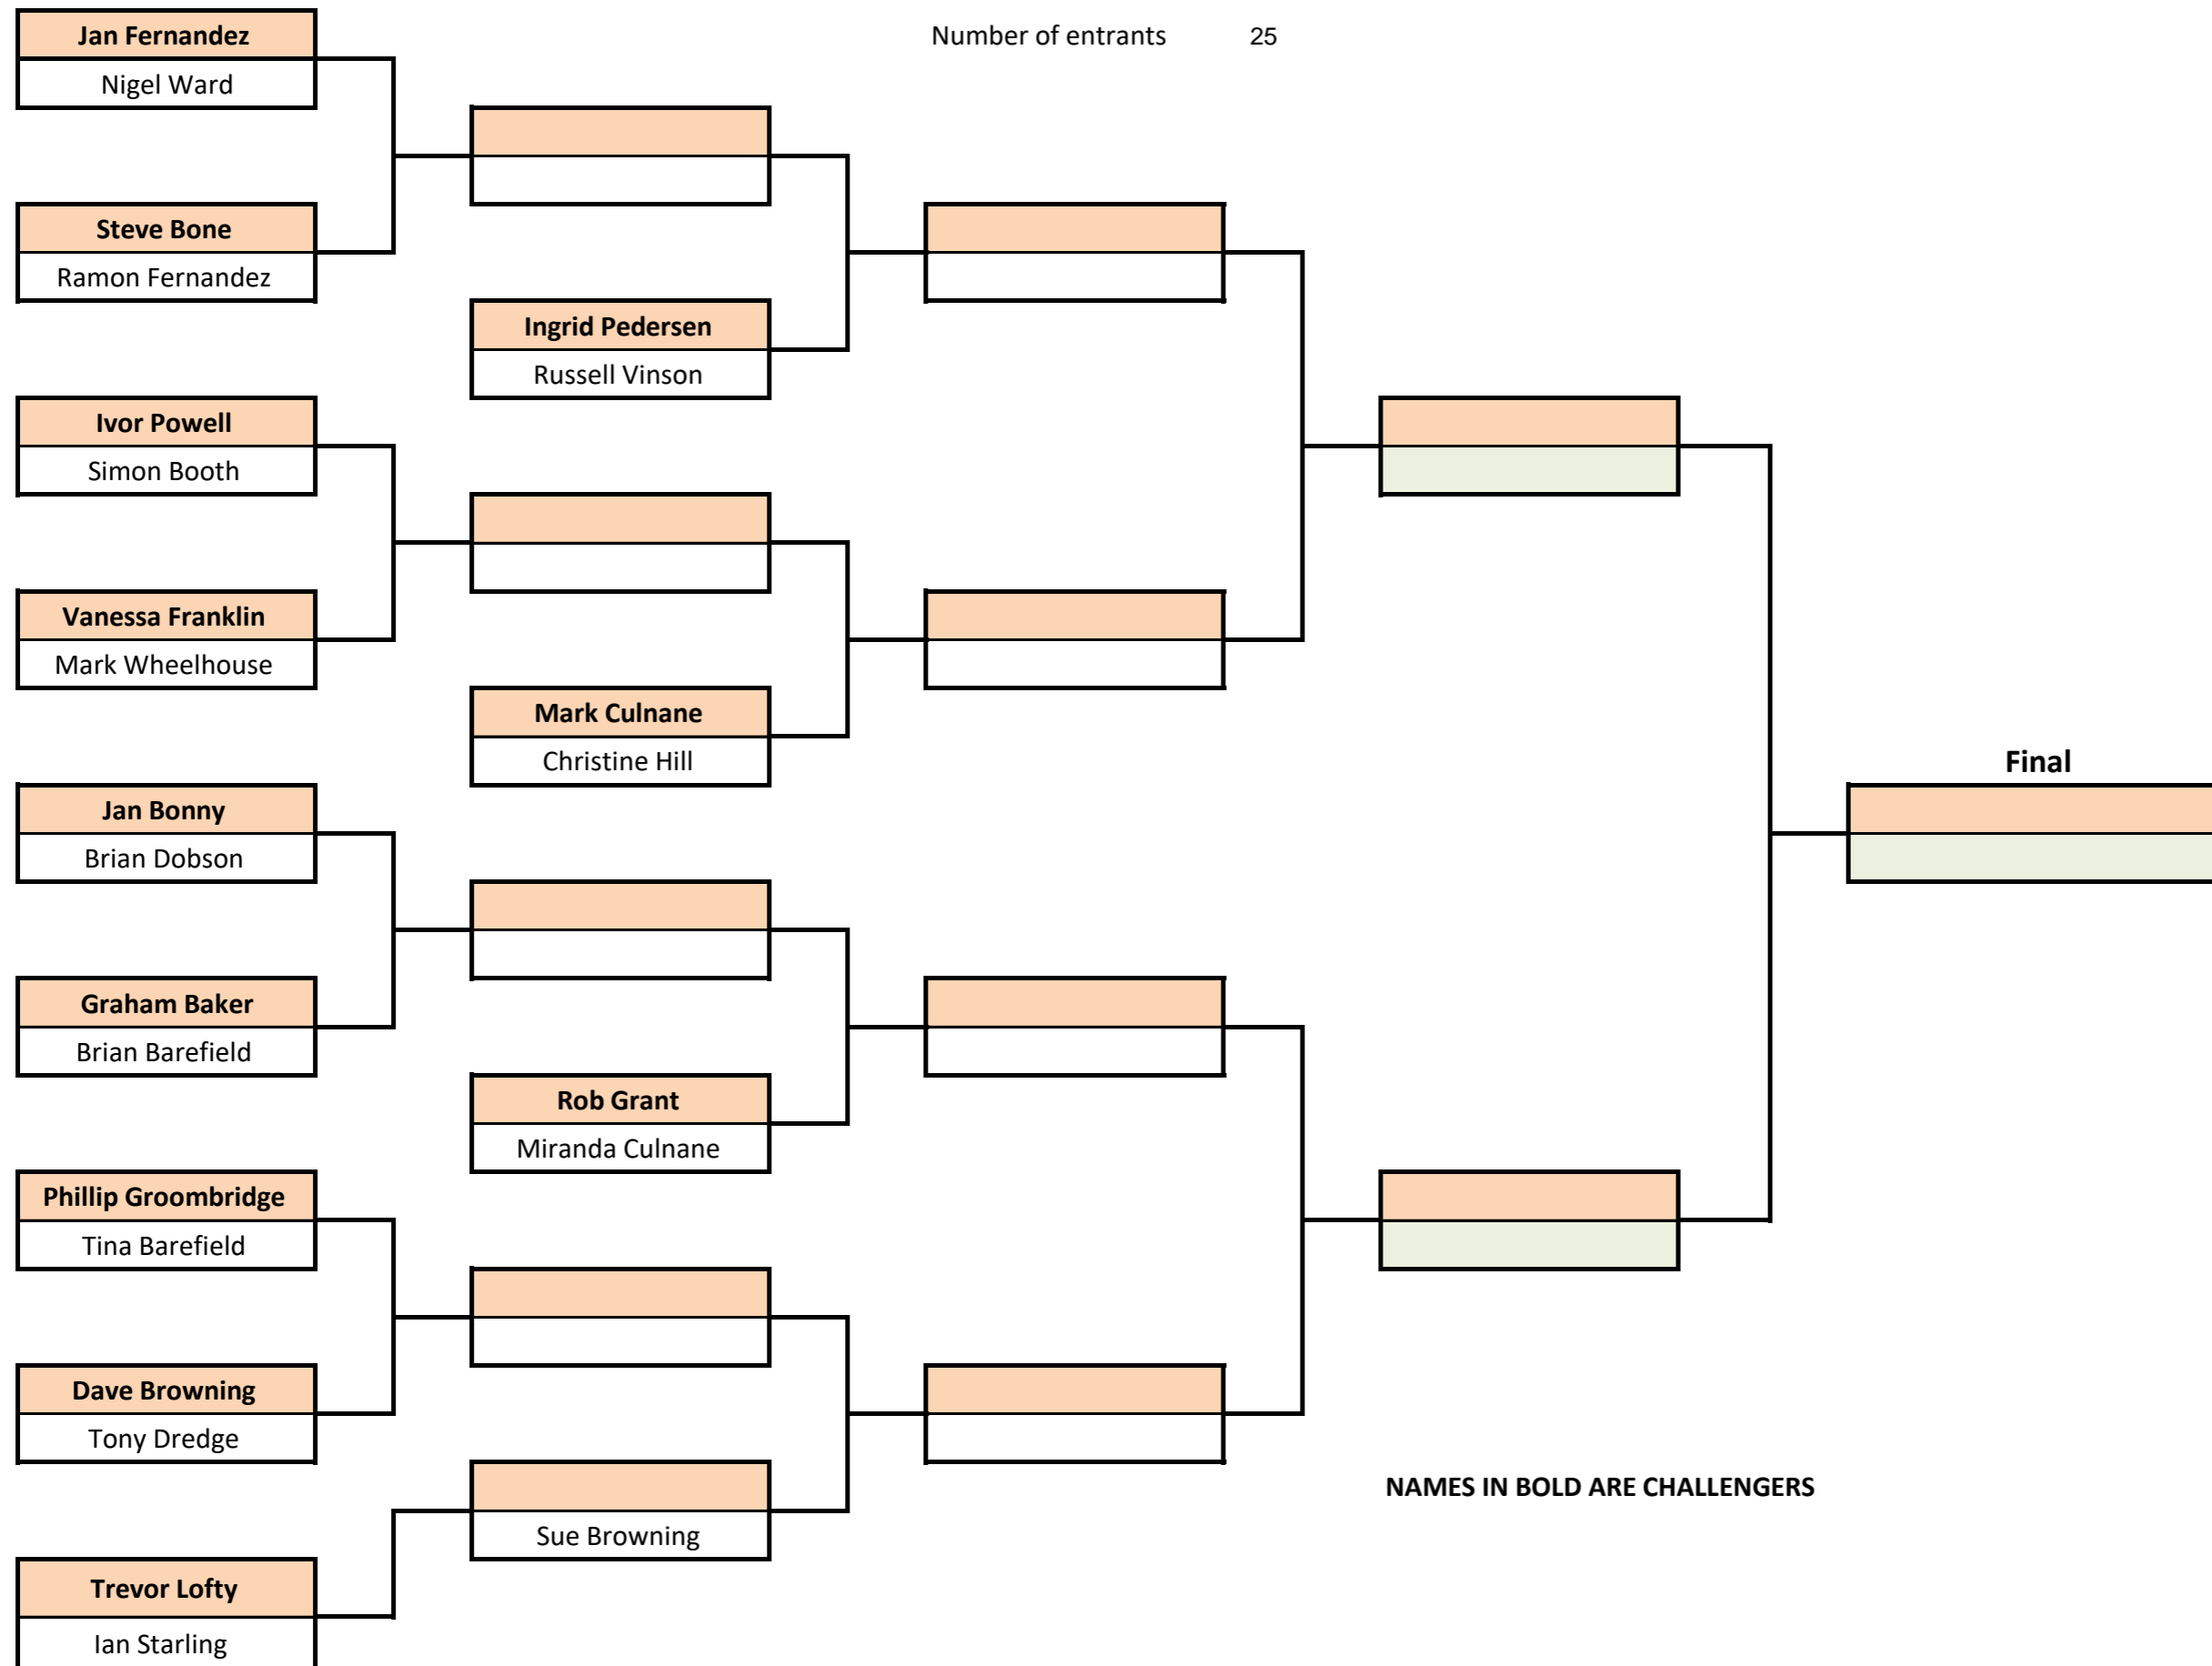 Jan Fernandez
Number of entrants 25
Nigel Ward
Steve Bone
Ramon Fernandez
Ingrid Pedersen
Russell Vinson
Ivor Powell
Simon Booth
Vanessa Franklin
Mark Wheelhouse
Mark Culnane
Christine Hill
Final
Jan Bonny
Brian Dobson
Graham Baker
Brian Barefield
Rob Grant
Miranda Culnane
Phillip Groombridge
Tina Barefield
Dave Browning
Tony Dredge
NAMES IN BOLD ARE CHALLENGERS
Sue Browning
Trevor Lofty
Ian Starling